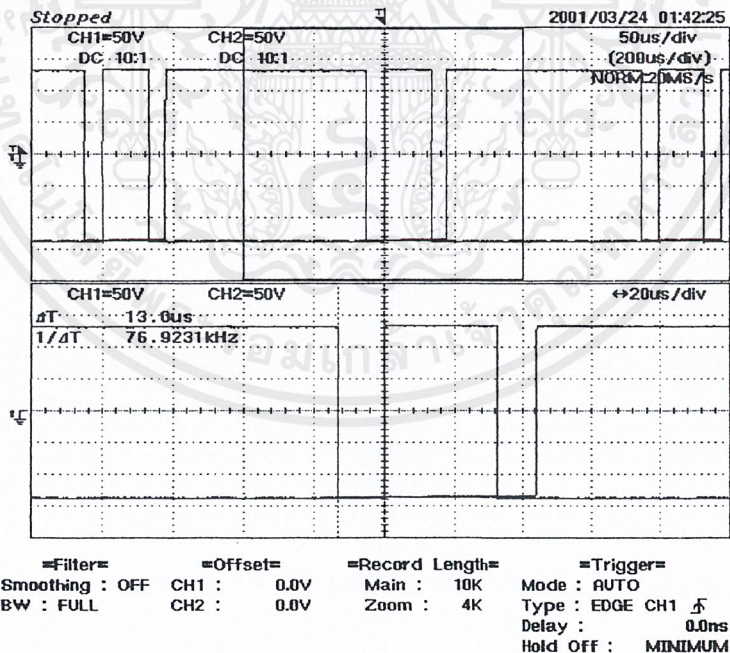 Stopped 2001/03/24 01:42:25
CH1=50V CH2=50V 50us/div
DC 10:1 DC 10:1 (200us/div)
NORM:20MS/s
CH1=50V CH2=50V ↔20us/div
ΔT 13.0us
1/ΔT 76.9231kHz
=Filter= =Offset= =Record Length= =Trigger=
Smoothing : OFF CH1 : 0.0V Main : 10K Mode : AUTO
BW : FULL CH2 : 0.0V Zoom : 4K Type : EDGE CH1
Delay : 0.0ns
Hold Off : MINIMUM